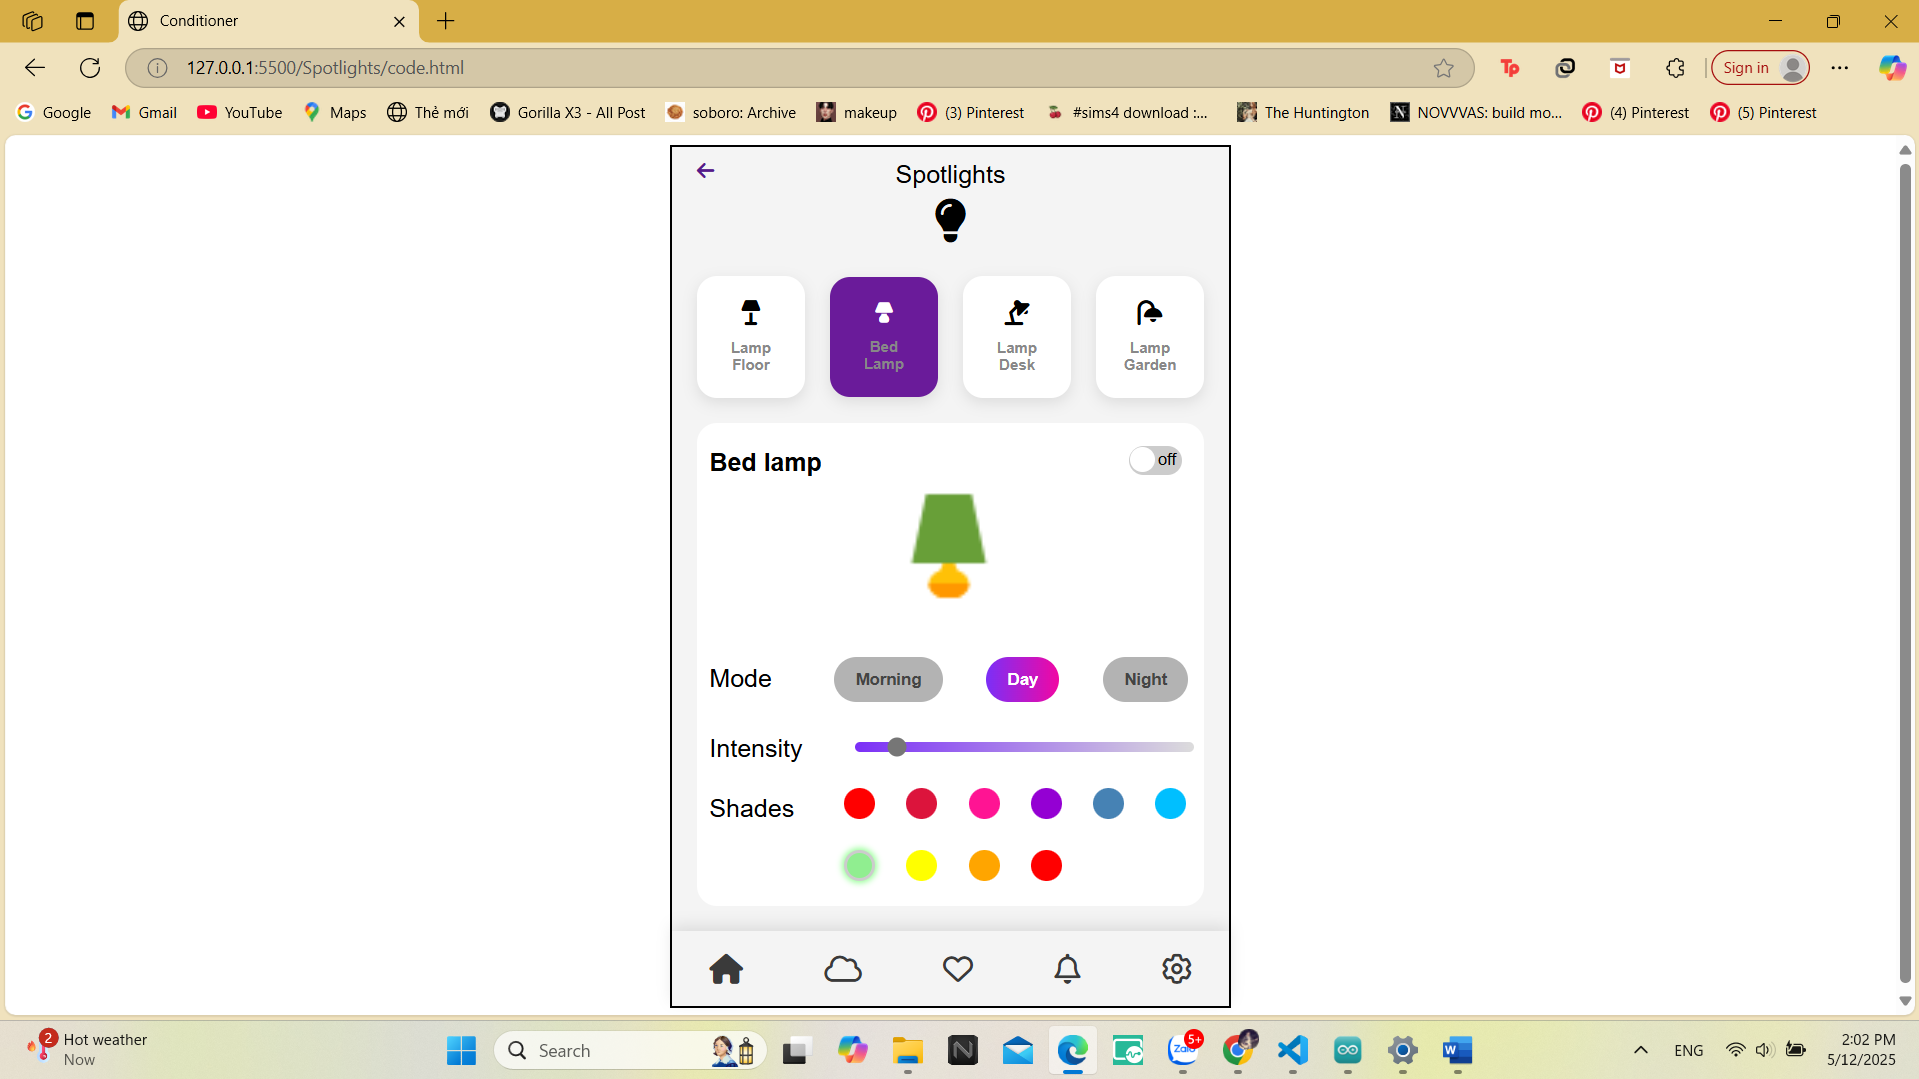 Conditioner
127.0.0.1:5500/Spotlights/code.html
Tp
Sign in
Google
Gmail
YouTube
Maps
Thẻ mới
Gorilla X3 - All Post
soboro: Archive
makeup
(3) Pinterest
#sims4 download :...
The Huntington
NOVVVAS: build mo...
(4) Pinterest
(5) Pinterest
Spotlights
Lamp
Floor
Bed
Lamp
Lamp
Desk
Lamp
Garden
Bed lamp
off
Mode
Morning
Day
Night
Intensity
Shades
2
Hot weather
Now
Search
Zalo
5+
W
ENG
2:02 PM
5/12/2025